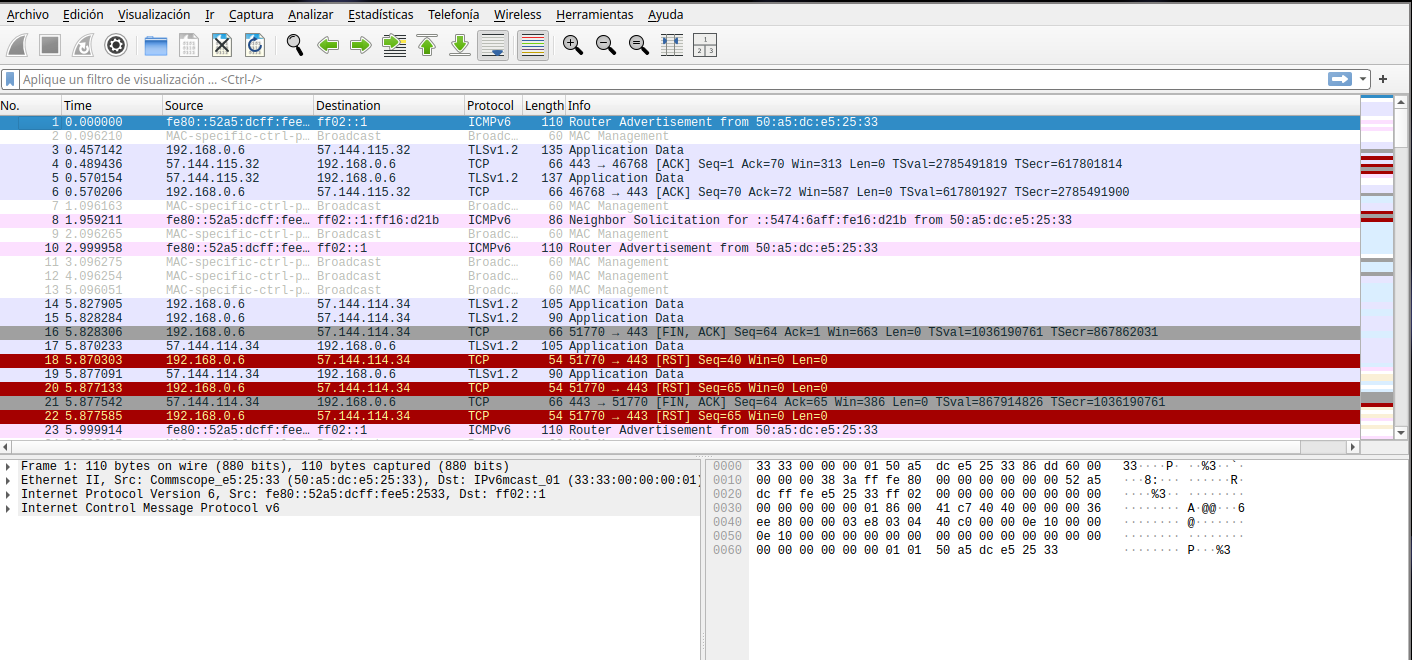 Archivo Edición Visualización Ir Captura Analizar Estadísticas Telefonía Wireless Herramientas Ayuda
Aplique un filtro de visualización ... <Ctrl-/>
No. Time Source Destination Protocol Length Info
1 0.000000 fe80::52a5:dcff:fee… ff02::1 ICMPv6 110 Router Advertisement from 50:a5:dc:e5:25:33
2 0.096210 MAC-specific-ctrl-p… Broadcast Broadc… 60 MAC Management
3 0.457142 192.168.0.6 57.144.115.32 TLSv1.2 135 Application Data
4 0.489436 57.144.115.32 192.168.0.6 TCP 66 443 → 46768 [ACK] Seq=1 Ack=70 Win=313 Len=0 TSval=2785491819 TSecr=617801814
5 0.570154 57.144.115.32 192.168.0.6 TLSv1.2 137 Application Data
6 0.570206 192.168.0.6 57.144.115.32 TCP 66 46768 → 443 [ACK] Seq=70 Ack=72 Win=587 Len=0 TSval=617801927 TSecr=2785491900
7 1.096163 MAC-specific-ctrl-p… Broadcast Broadc… 60 MAC Management
8 1.959211 fe80::52a5:dcff:fee… ff02::1:ff16:d21b ICMPv6 86 Neighbor Solicitation for ::5474:6aff:fe16:d21b from 50:a5:dc:e5:25:33
9 2.096265 MAC-specific-ctrl-p… Broadcast Broadc… 60 MAC Management
10 2.999958 fe80::52a5:dcff:fee… ff02::1 ICMPv6 110 Router Advertisement from 50:a5:dc:e5:25:33
11 3.096275 MAC-specific-ctrl-p… Broadcast Broadc… 60 MAC Management
12 4.096254 MAC-specific-ctrl-p… Broadcast Broadc… 60 MAC Management
13 5.096051 MAC-specific-ctrl-p… Broadcast Broadc… 60 MAC Management
14 5.827905 192.168.0.6 57.144.114.34 TLSv1.2 105 Application Data
15 5.828284 192.168.0.6 57.144.114.34 TLSv1.2 90 Application Data
16 5.828306 192.168.0.6 57.144.114.34 TCP 66 51770 → 443 [FIN, ACK] Seq=64 Ack=1 Win=663 Len=0 TSval=1036190761 TSecr=867862031
17 5.870233 57.144.114.34 192.168.0.6 TLSv1.2 105 Application Data
18 5.870303 192.168.0.6 57.144.114.34 TCP 54 51770 → 443 [RST] Seq=40 Win=0 Len=0
19 5.877091 57.144.114.34 192.168.0.6 TLSv1.2 90 Application Data
20 5.877133 192.168.0.6 57.144.114.34 TCP 54 51770 → 443 [RST] Seq=65 Win=0 Len=0
21 5.877542 57.144.114.34 192.168.0.6 TCP 66 443 → 51770 [FIN, ACK] Seq=64 Ack=65 Win=386 Len=0 TSval=867914826 TSecr=1036190761
22 5.877585 192.168.0.6 57.144.114.34 TCP 54 51770 → 443 [RST] Seq=65 Win=0 Len=0
23 5.999914 fe80::52a5:dcff:fee… ff02::1 ICMPv6 110 Router Advertisement from 50:a5:dc:e5:25:33
Frame 1: 110 bytes on wire (880 bits), 110 bytes captured (880 bits)
Ethernet II, Src: Commscope_e5:25:33 (50:a5:dc:e5:25:33), Dst: IPv6mcast_01 (33:33:00:00:00:01)
Internet Protocol Version 6, Src: fe80::52a5:dcff:fee5:2533, Dst: ff02::1
Internet Control Message Protocol v6
0000 33 33 00 00 00 01 50 a5 dc e5 25 33 86 dd 60 00 33····P· ··%3··`·
0010 00 00 00 38 3a ff fe 80 00 00 00 00 00 00 52 a5 ···8:··· ······R·
0020 dc ff fe e5 25 33 ff 02 00 00 00 00 00 00 00 00 ····%3·· ········
0030 00 00 00 00 00 01 86 00 41 c7 40 40 00 00 00 36 ········ A·@@···6
0040 ee 80 00 00 03 e8 03 04 40 c0 00 00 0e 10 00 00 ········ @·······
0050 0e 10 00 00 00 00 00 00 00 00 00 00 00 00 00 00 ········ ········
0060 00 00 00 00 00 00 01 01 50 a5 dc e5 25 33 ········ P···%3